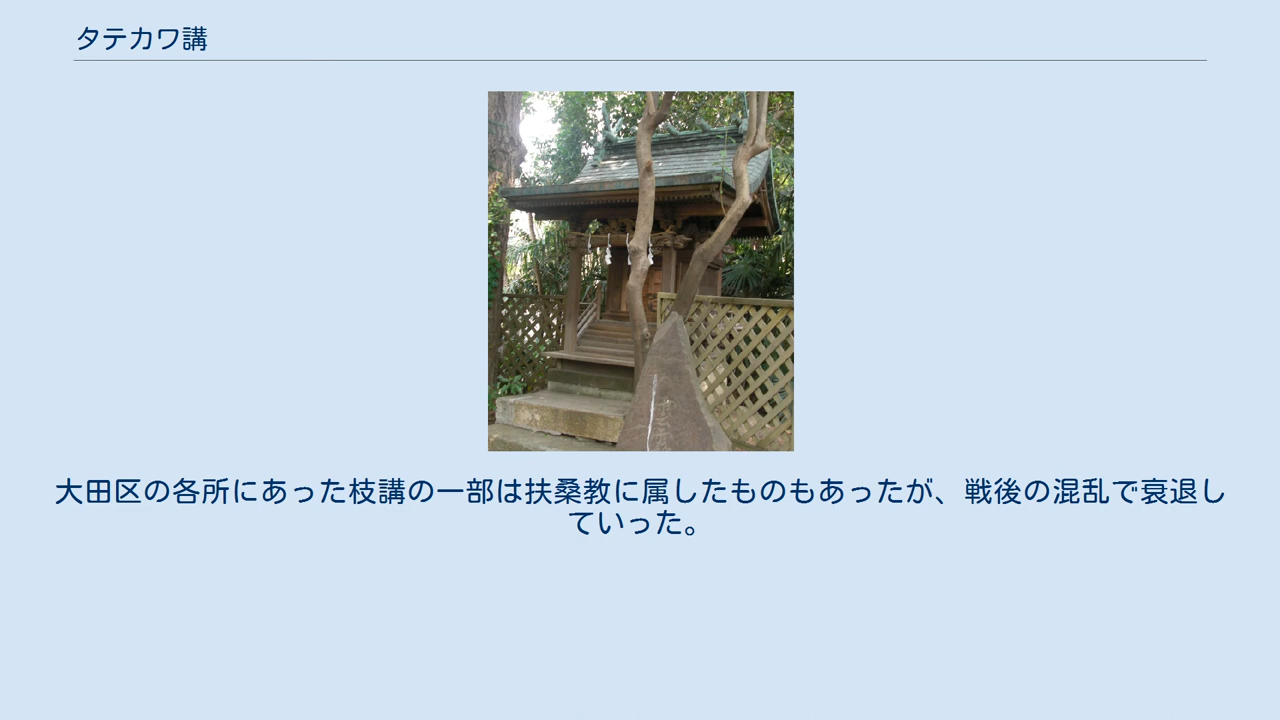 タテカワ講
大田区の各所にあった枝講の一部は扶桑教に属したものもあったが、戦後の混乱で衰退し
ていった。